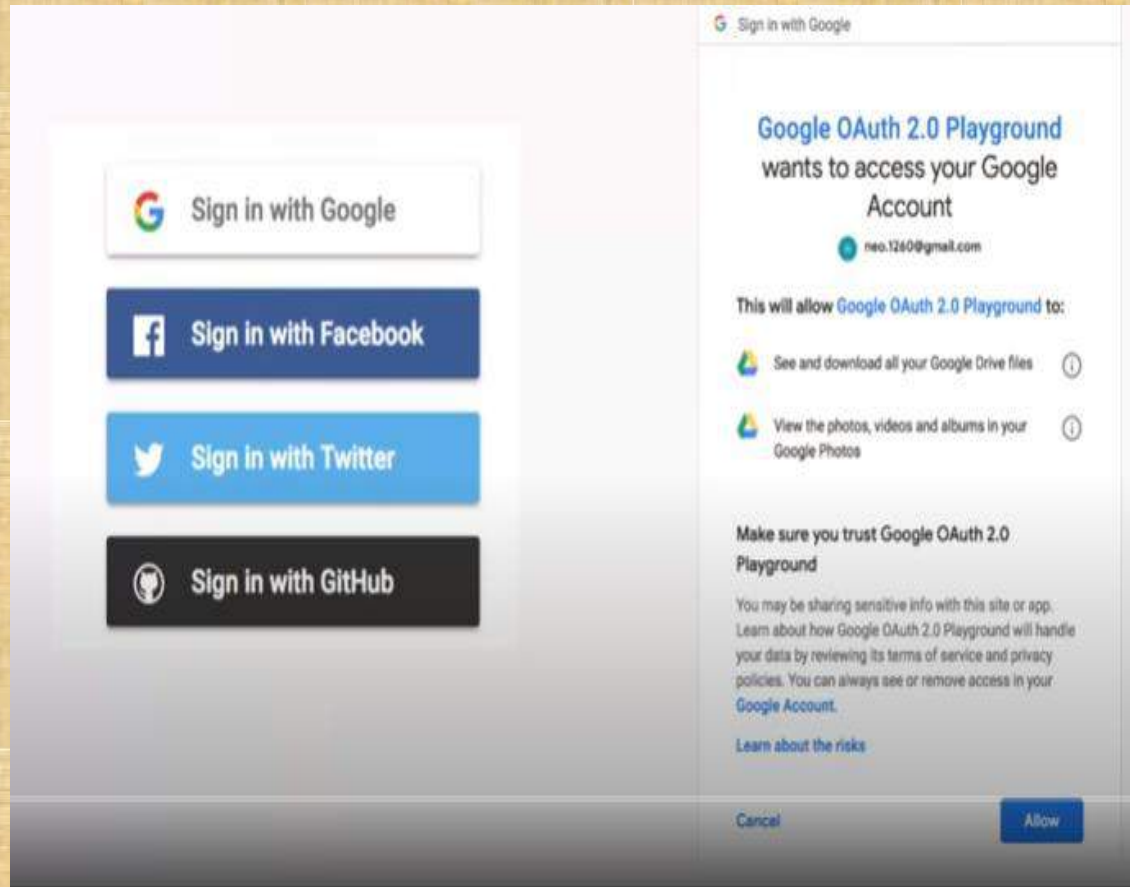 Sign in with Google
Sign in with Facebook
Sign in with Twitter
Sign in with GitHub
Sign in with Google
Google OAuth 2.0 Playground
wants to access your Google
Account
neo.1260@gmail.com
This will allow Google OAuth 2.0 Playground to:
See and download all your Google Drive files
View the photos, videos and albums in your
Google Photos
Make sure you trust Google OAuth 2.0
Playground
You may be sharing sensitive info with this site or app.
Learn about how Google OAuth 2.0 Playground will handle
your data by reviewing its terms of service and privacy
policies. You can always see or remove access in your
Google Account.
Learn about the risks
Cancel
Allow